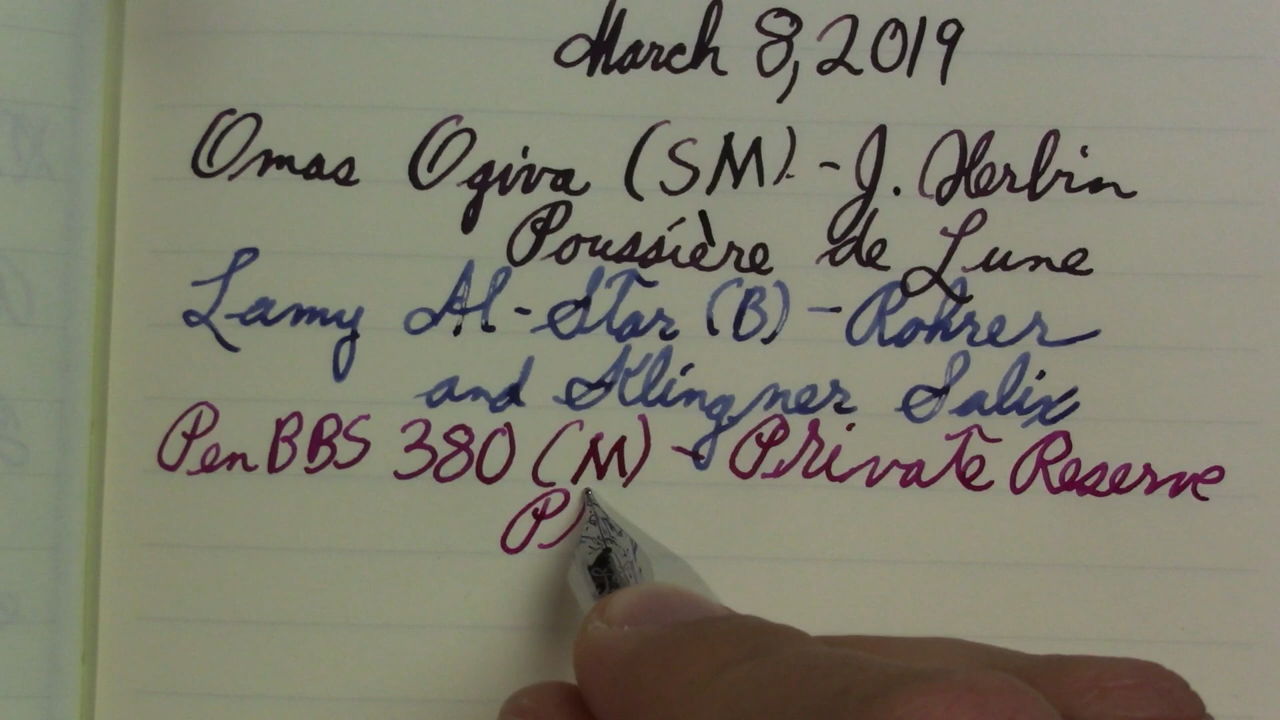 March 8, 2019
Omas Ogiva (SM) - J. Herbin
Poussière de Lune
Lamy Al-Star (B) - Rohrer
and Klingner Salix
PenBBS 380 (M) - Private Reserve
P